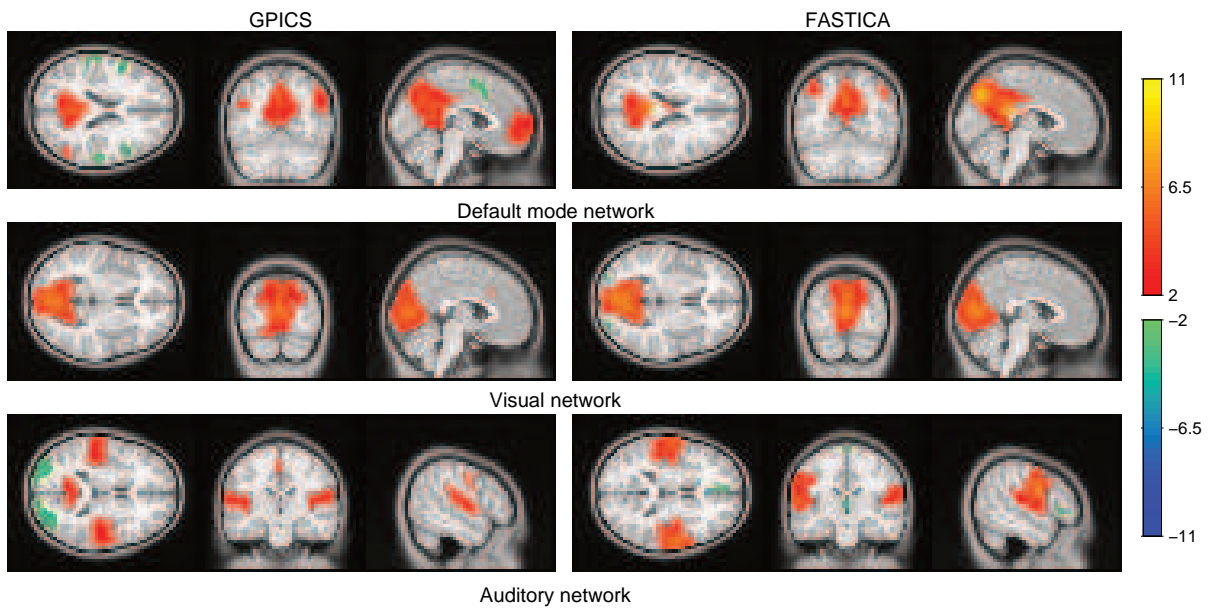 GPICS
FASTICA
Default mode network
Visual network
Auditory network
11
6.5
2
−2
−6.5
−11